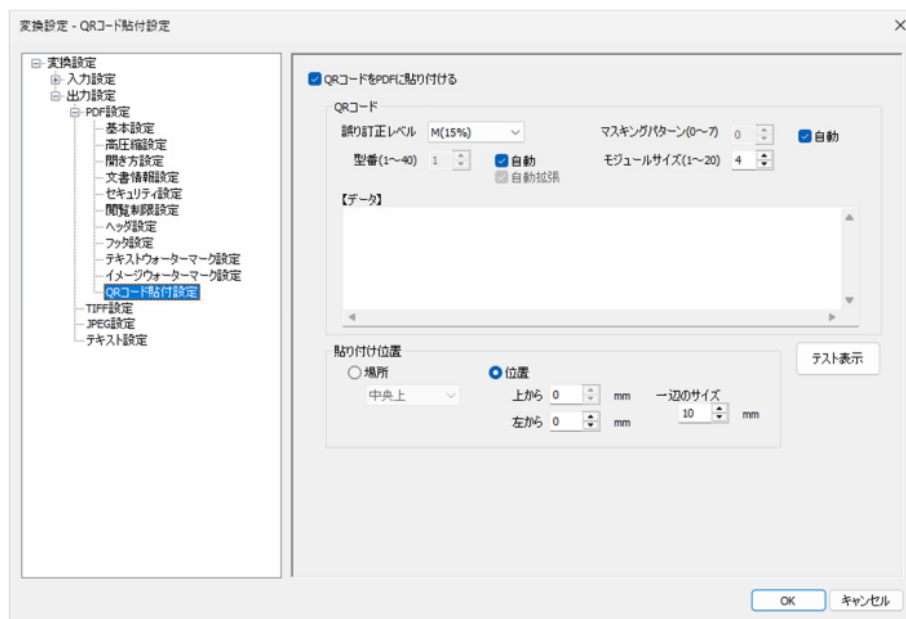 変換設定 - QRコード貼付設定
変換設定
入力設定
出力設定
PDF設定
基本設定
高圧縮設定
開き方設定
文書情報設定
セキュリティ設定
閲覧制限設定
ヘッダ設定
フッタ設定
テキストウォーターマーク設定
イメージウォーターマーク設定
QRコード貼付設定
TIFF設定
JPEG設定
テキスト設定
QRコードをPDFに貼り付ける
QRコード
誤り訂正レベル M(15%) マスキングパターン(0～7) 0 自動
型番(1～40) 1 自動 モジュールサイズ(1～20) 4
自動拡張
【データ】
貼り付け位置
テスト表示
場所 位置
中央上 上から 0 mm 一辺のサイズ
左から 0 mm 10 mm
OK キャンセル